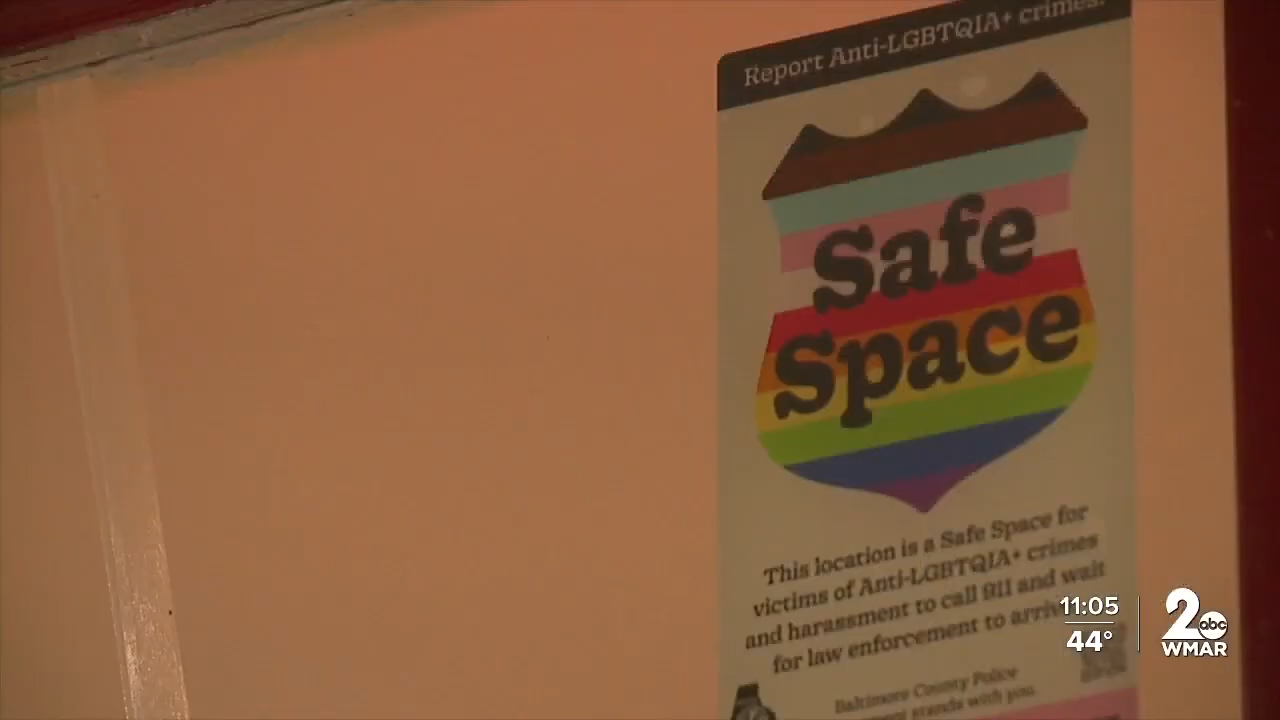 Report Anti-LGBTQIA+ crimes.
Safe
Space
This location is a Safe Space for
victims of Anti-LGBTQIA+ crimes
and harassment to call 911 and wait
for law enforcement to
Baltimore County Police
stands with you.
11:05
44°
2
abc
WMAR